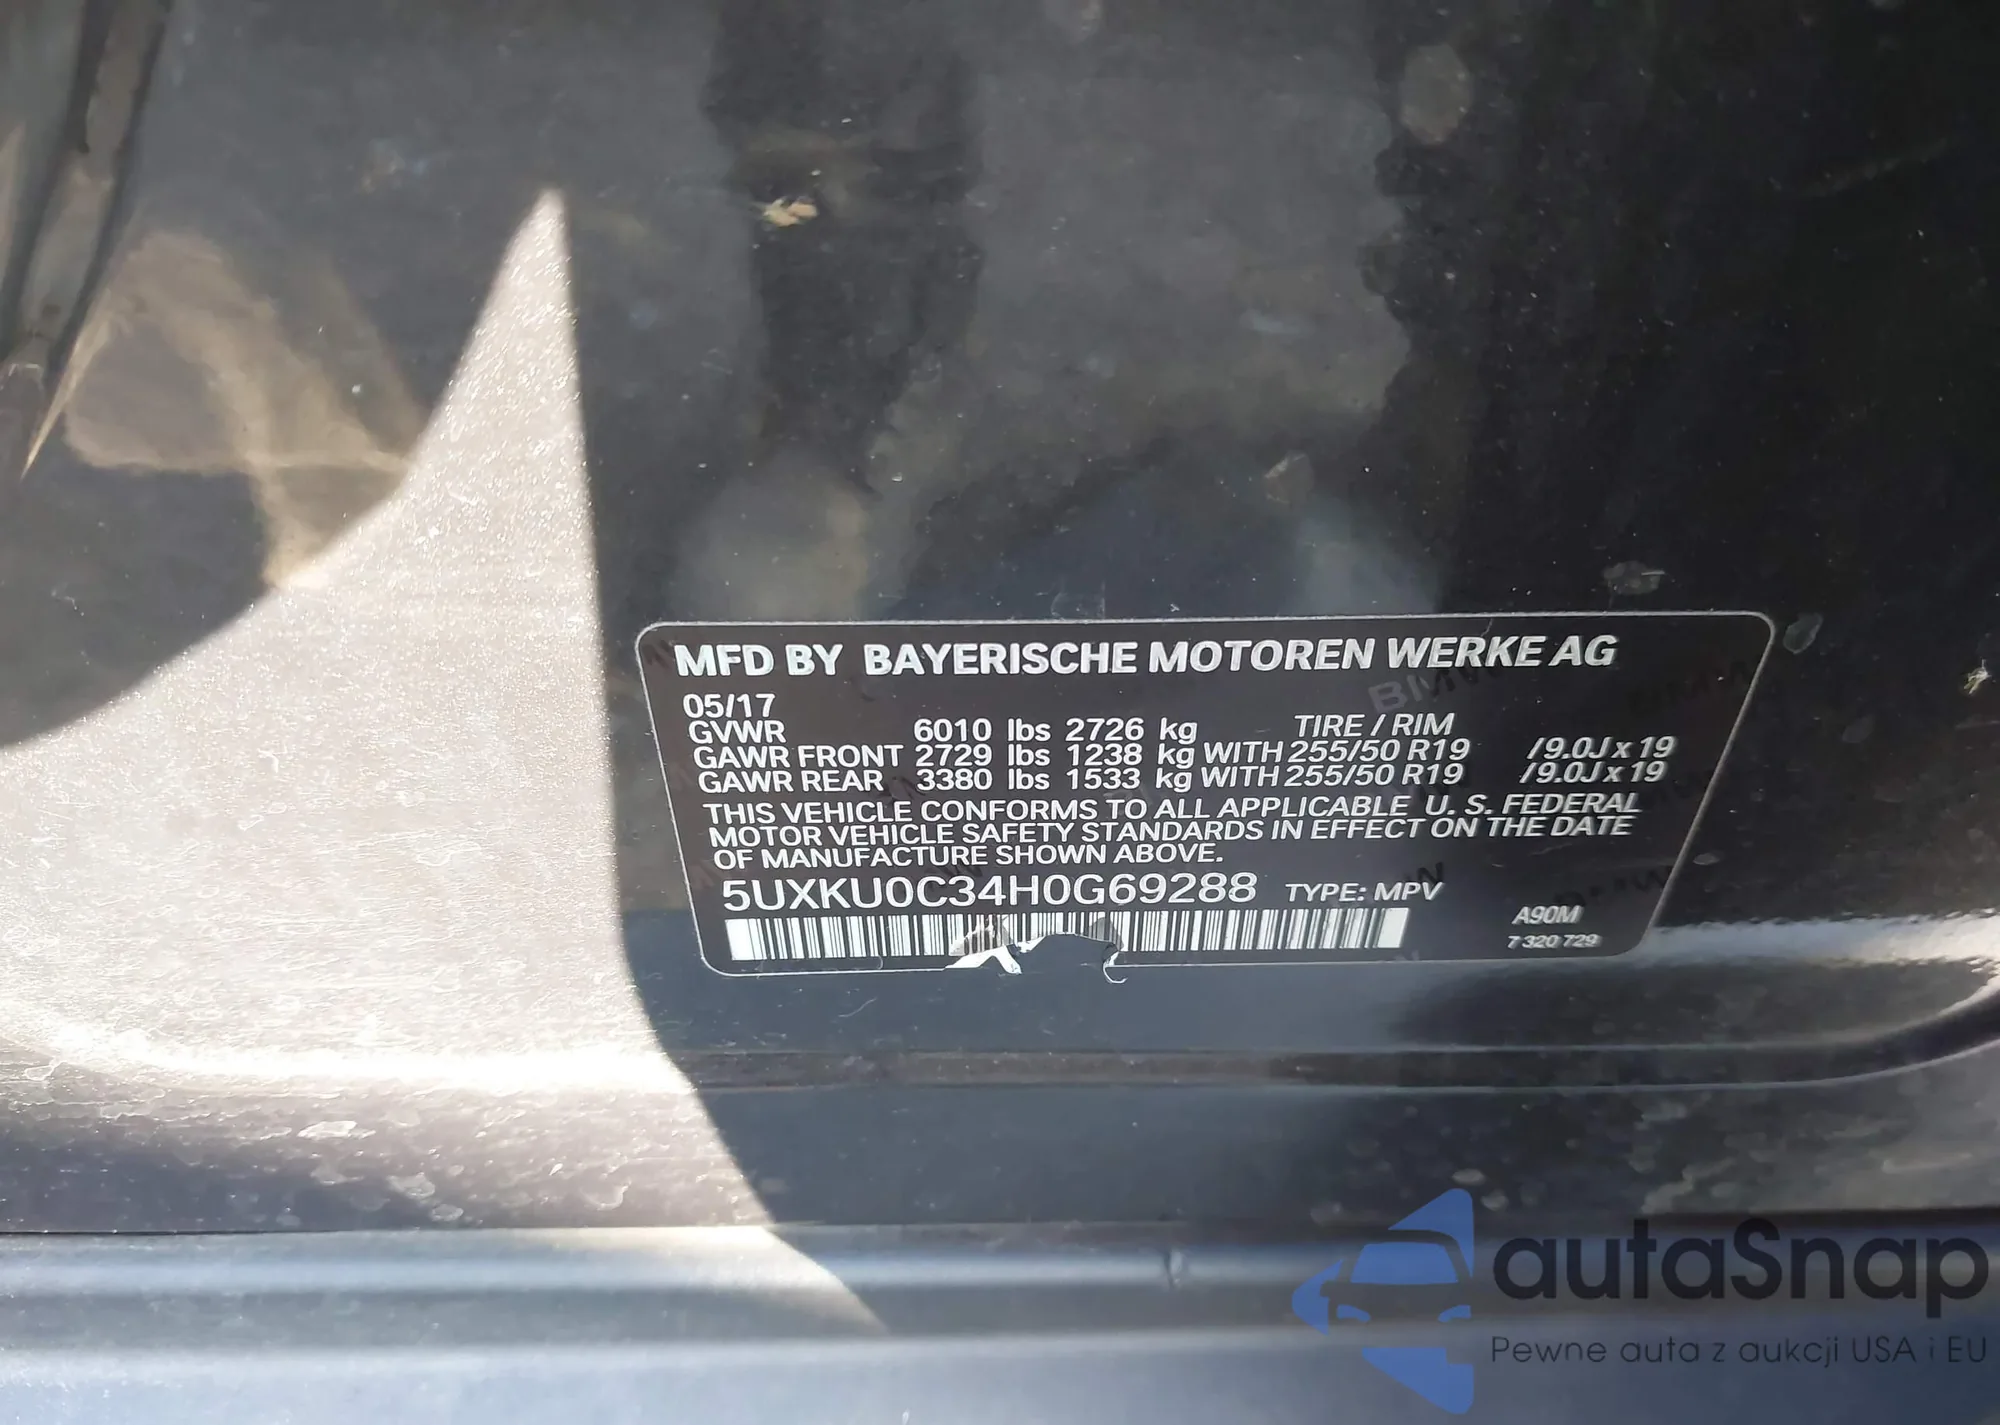 MFD BY BAYERISCHE MOTOREN WERKE AG
05/17
GVWR 6010 lbs 2726 kg TIRE / RIM
GAWR FRONT 2729 lbs 1238 kg WITH 255/50 R19 /9.0J x 19
GAWR REAR 3380 lbs 1533 kg WITH 255/50 R19 /9.0J x 19
THIS VEHICLE CONFORMS TO ALL APPLICABLE U. S. FEDERAL
MOTOR VEHICLE SAFETY STANDARDS IN EFFECT ON THE DATE
OF MANUFACTURE SHOWN ABOVE.
5UXKU0C34H0G69288 TYPE: MPV
A90M
7 320 729
autaSnap
Pewne auta z aukcji USA i EU